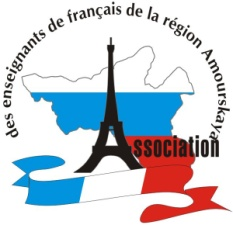 Association
des enseignants de français de la région Amourskaya